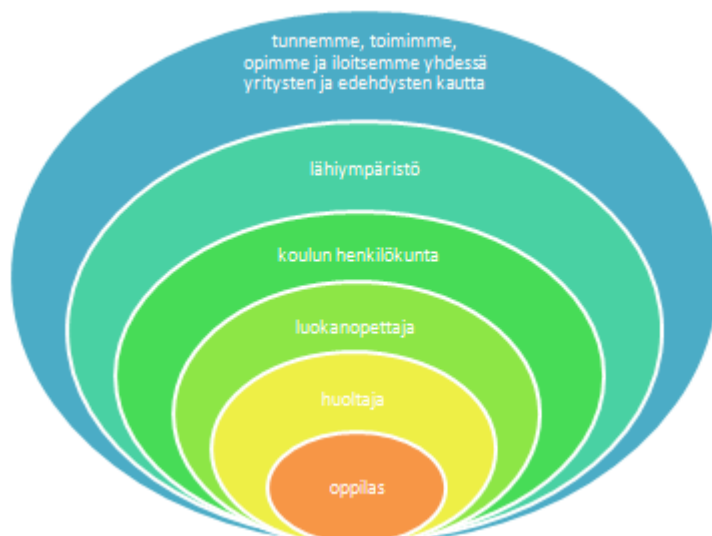 tunnemme, toimimme,
opimme ja iloitsemme yhdessä
yritysten ja edehdysten kautta
lähiympäristö
koulun henkilökunta
luokanopettaja
huoltaja
oppilas